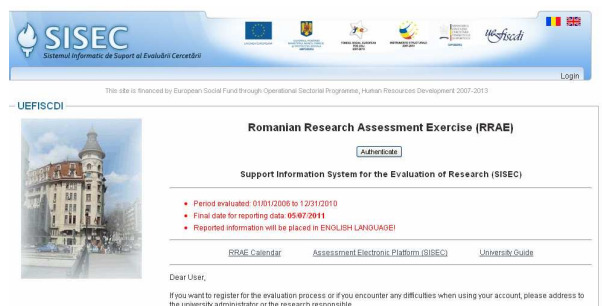 SISEC
Sistemul Informatic de Suport al Evaluării Cercetării
uefiscdi
Login
This site is financed by European Social Fund through Operational Sectorial Programme, Human Resources Development 2007-2013
UEFISCDI
Romanian Research Assessment Exercise (RRAE)
Authenticate
Support Information System for the Evaluation of Research (SISEC)
Period evaluated: 01/01/2006 to 12/31/2010
Final date for reporting data: 05/07/2011
Reported information will be placed in ENGLISH LANGUAGE!
RRAE Calendar Assessment Electronic Platform (SISEC) University Guide
Dear User,
If you want to register for the evaluation process or if you encounter any difficulties when using your account, please address to
the university administrator or the research responsible.